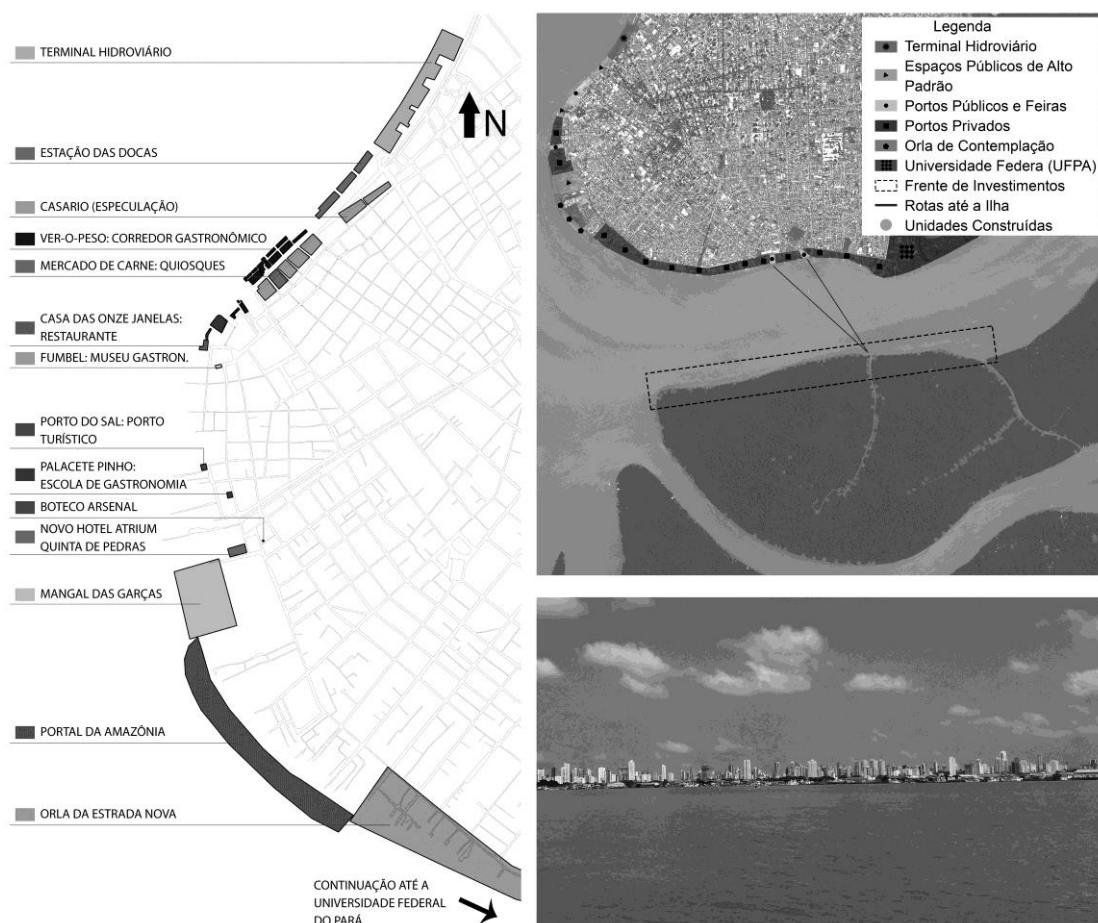 TERMINAL HIDROVIÁRIO
N
ESTAÇÃO DAS DOCAS
CASARIO (ESPECULAÇÃO)
VER-O-PESO: CORREDOR GASTRONÔMICO
MERCADO DE CARNE: QUIOSQUES
CASA DAS ONZE JANELAS:
RESTAURANTE
FUMBEL: MUSEU GASTRON.
PORTO DO SAL: PORTO
TURÍSTICO
PALACETE PINHO:
ESCOLA DE GASTRONOMIA
BOTECO ARSENAL
NOVO HOTEL ATRIUM
QUINTA DE PEDRAS
MANGAL DAS GARÇAS
PORTAL DA AMAZÔNIA
ORLA DA ESTRADA NOVA
CONTINUAÇÃO ATÉ A
UNIVERSIDADE FEDERAL
DO PARÁ
Legenda
Terminal Hidroviário
Espaços Públicos de Alto
Padrão
Portos Públicos e Feiras
Portos Privados
Orla de Contemplação
Universidade Federa (UFPA)
Frente de Investimentos
Rotas até a Ilha
Unidades Construídas